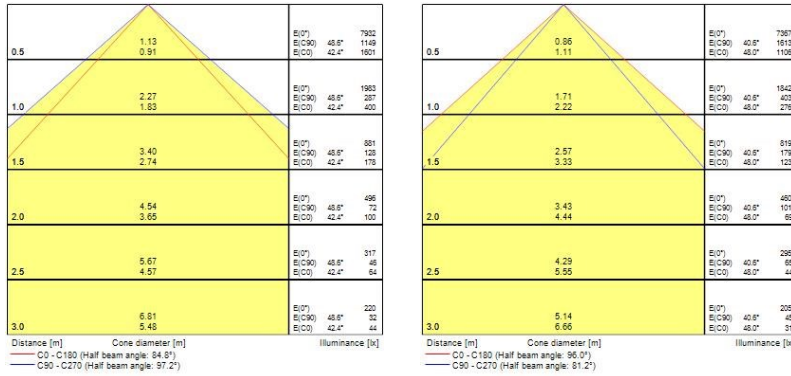 0.5 1.13 0.91 E(0°) 7932 E(C90) 48.6° 1149 E(C0) 42.4° 1601
1.0 2.27 1.83 E(0°) 1983 E(C90) 48.6° 287 E(C0) 42.4° 400
1.5 3.40 2.74 E(0°) 881 E(C90) 48.6° 128 E(C0) 42.4° 178
2.0 4.54 3.65 E(0°) 496 E(C90) 48.6° 72 E(C0) 42.4° 100
2.5 5.67 4.57 E(0°) 317 E(C90) 48.6° 46 E(C0) 42.4° 64
3.0 6.81 5.48 E(0°) 220 E(C90) 48.6° 32 E(C0) 42.4° 44
Distance [m] Cone diameter [m] Illuminance [lx]
C0 - C180 (Half beam angle: 84.8°)
C90 - C270 (Half beam angle: 97.2°)
0.5 0.86 1.11 E(0°) 7367 E(C90) 40.6° 1613 E(C0) 48.0° 1106
1.0 1.71 2.22 E(0°) 1842 E(C90) 40.6° 403 E(C0) 48.0° 276
1.5 2.57 3.33 E(0°) 819 E(C90) 40.6° 179 E(C0) 48.0° 123
2.0 3.43 4.44 E(0°) 460 E(C90) 40.6° 101 E(C0) 48.0° 69
2.5 4.29 5.55 E(0°) 295 E(C90) 40.6° 65 E(C0) 48.0° 44
3.0 5.14 6.66 E(0°) 205 E(C90) 40.6° 45 E(C0) 48.0° 31
Distance [m] Cone diameter [m] Illuminance [lx]
C0 - C180 (Half beam angle: 96.0°)
C90 - C270 (Half beam angle: 81.2°)